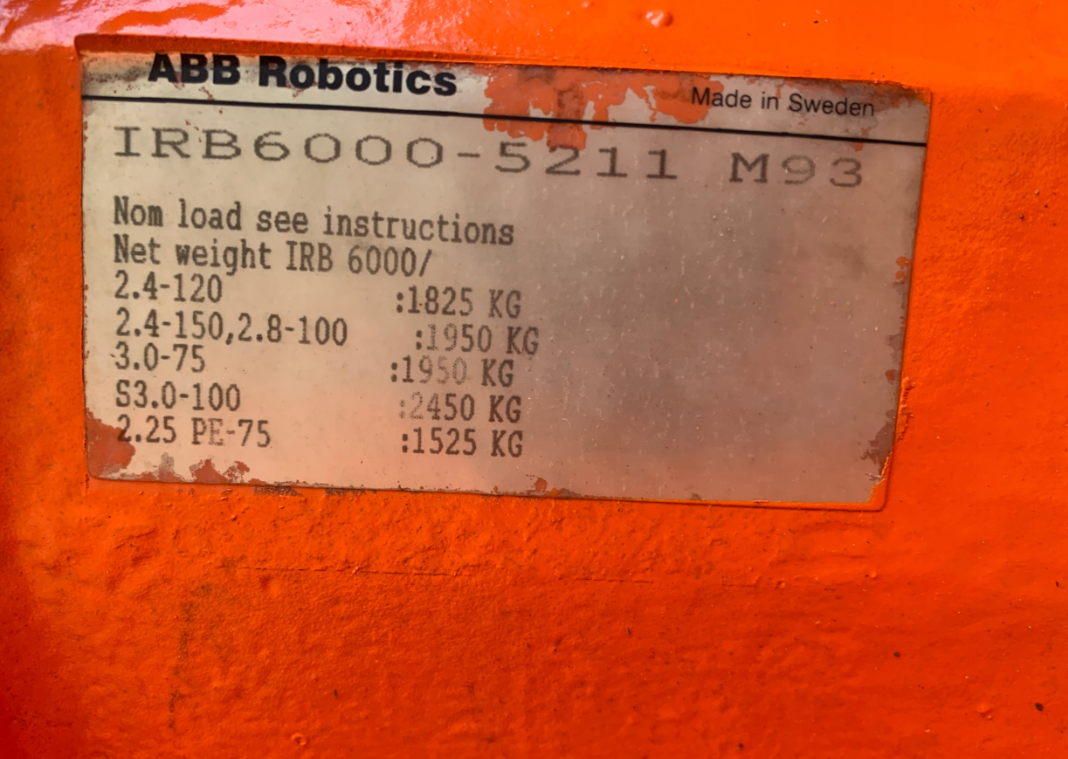 ABB Robotics
Made in Sweden
IRB6000-5211 M93
Nom load see instructions
Net weight IRB 6000/
2.4-120 :1825 KG
2.4-150,2.8-100 :1950 KG
3.0-75 :1950 KG
S3.0-100 :2450 KG
2.25 PE-75 :1525 KG